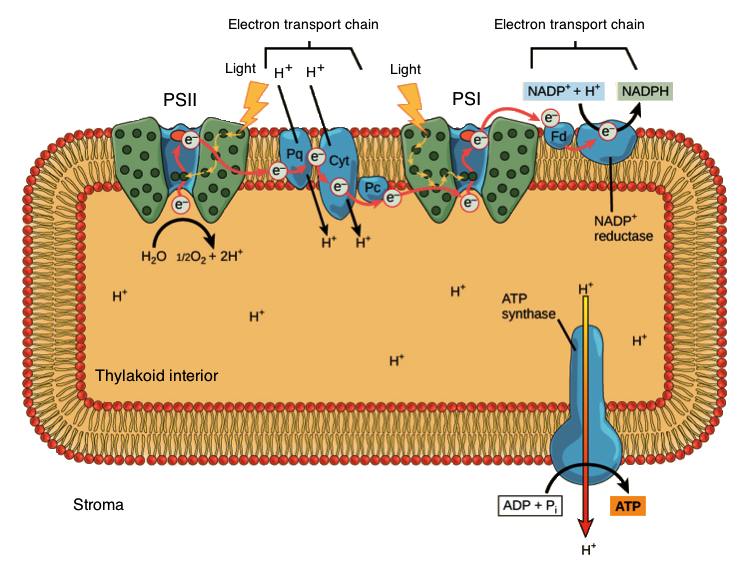 Electron transport chain
Electron transport chain
Light
H⁺ H⁺
Light
PSII
PSI
NADP⁺ + H⁺
NADPH
e⁻
e⁻
e⁻
e⁻
Fd
Pq
e⁻
Cyt
e⁻
e⁻
Pc
e⁻
e⁻
e⁻
NADP⁺
reductase
H⁺ H⁺
H₂O 1/2O₂ + 2H⁺
H⁺
H⁺
H⁺
H⁺
ATP
synthase
H⁺
H⁺
Thylakoid interior
Stroma
ADP + Pᵢ
ATP
H⁺